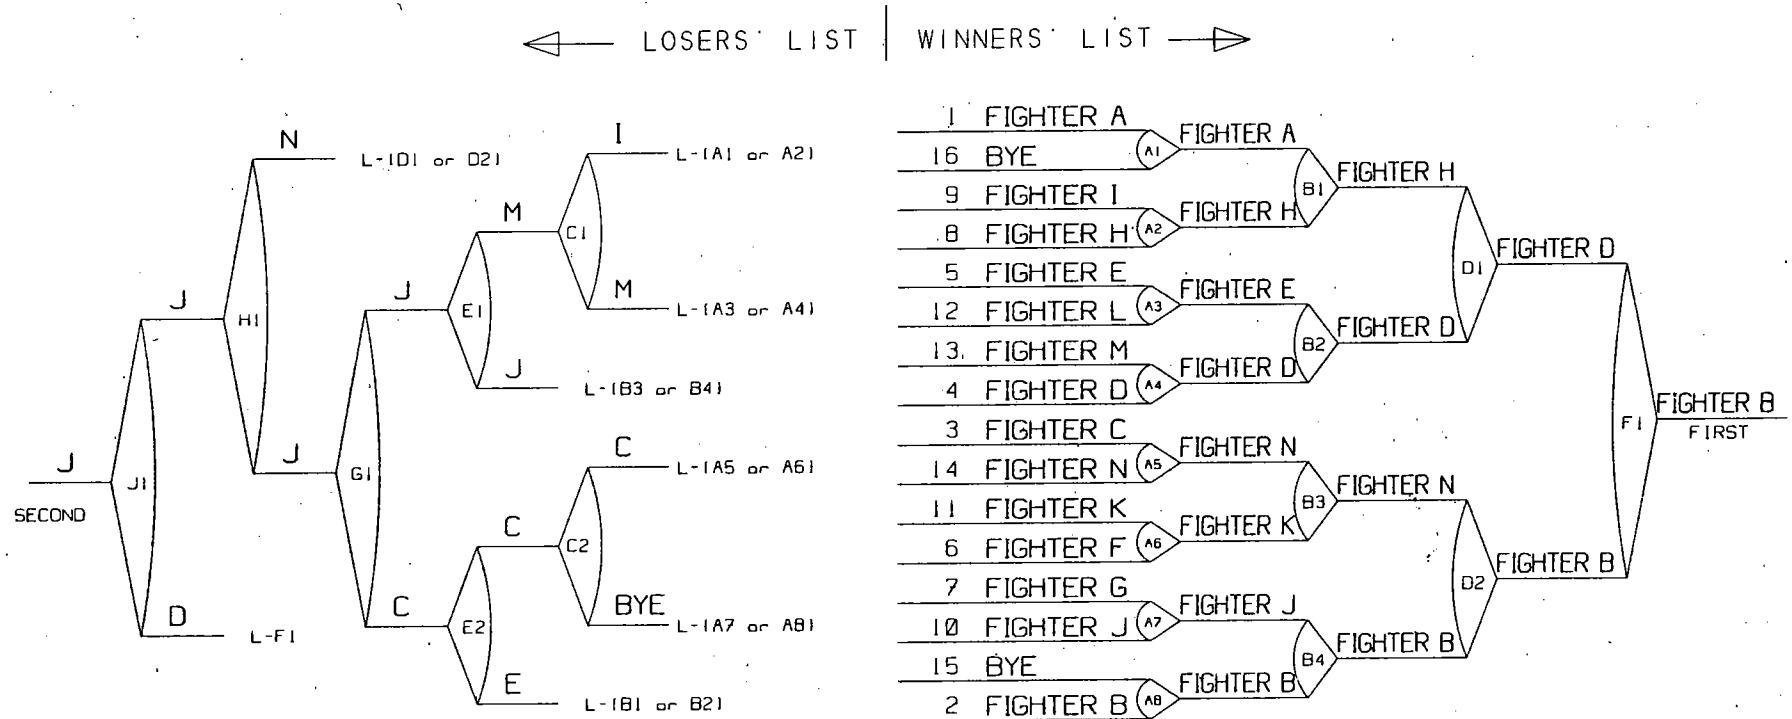 LOSERS' LIST
WINNERS' LIST
N
L-(D1 or D2)
I
L-(A1 or A2)
M
C1
M
L-(A3 or A4)
J
H1
J
E1
J
L-(B3 or B4)
J
G1
C
L-(A5 or A6)
J
J1
SECOND
C
C2
BYE
L-(A7 or A8)
C
E2
D
L-F1
E
L-(B1 or B2)
1 FIGHTER A
16 BYE
9 FIGHTER I
8 FIGHTER H
5 FIGHTER E
12 FIGHTER L
13 FIGHTER M
4 FIGHTER D
3 FIGHTER C
14 FIGHTER N
11 FIGHTER K
6 FIGHTER F
7 FIGHTER G
10 FIGHTER J
15 BYE
2 FIGHTER B
A1
A2
A3
A4
A5
A6
A7
A8
FIGHTER A
FIGHTER H
FIGHTER E
FIGHTER D
FIGHTER N
FIGHTER K
FIGHTER J
FIGHTER B
B1
B2
B3
B4
FIGHTER H
FIGHTER D
FIGHTER N
FIGHTER B
D1
D2
FIGHTER D
FIGHTER B
F1
FIGHTER B
FIRST